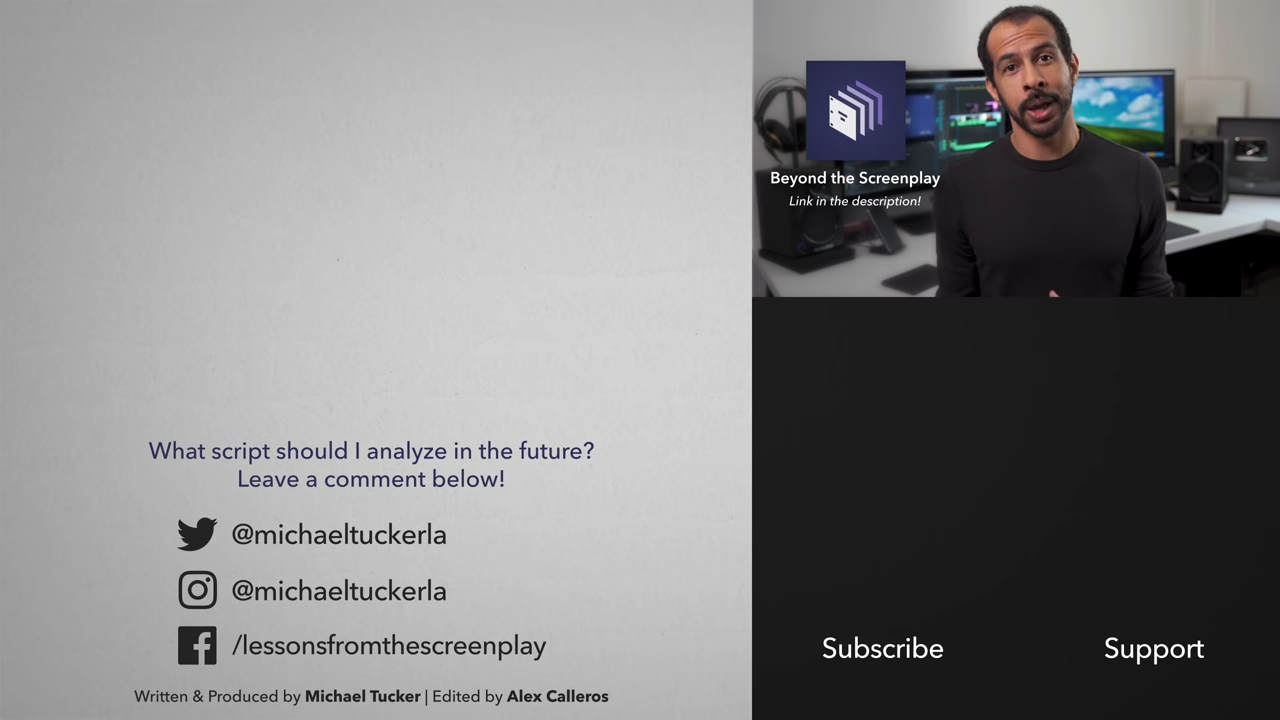 What script should I analyze in the future?
Leave a comment below!
@michaeltuckerla
@michaeltuckerla
/lessonsfromthescreenplay
Written & Produced by Michael Tucker | Edited by Alex Calleros
Beyond the Screenplay
Link in the description!
Subscribe
Support